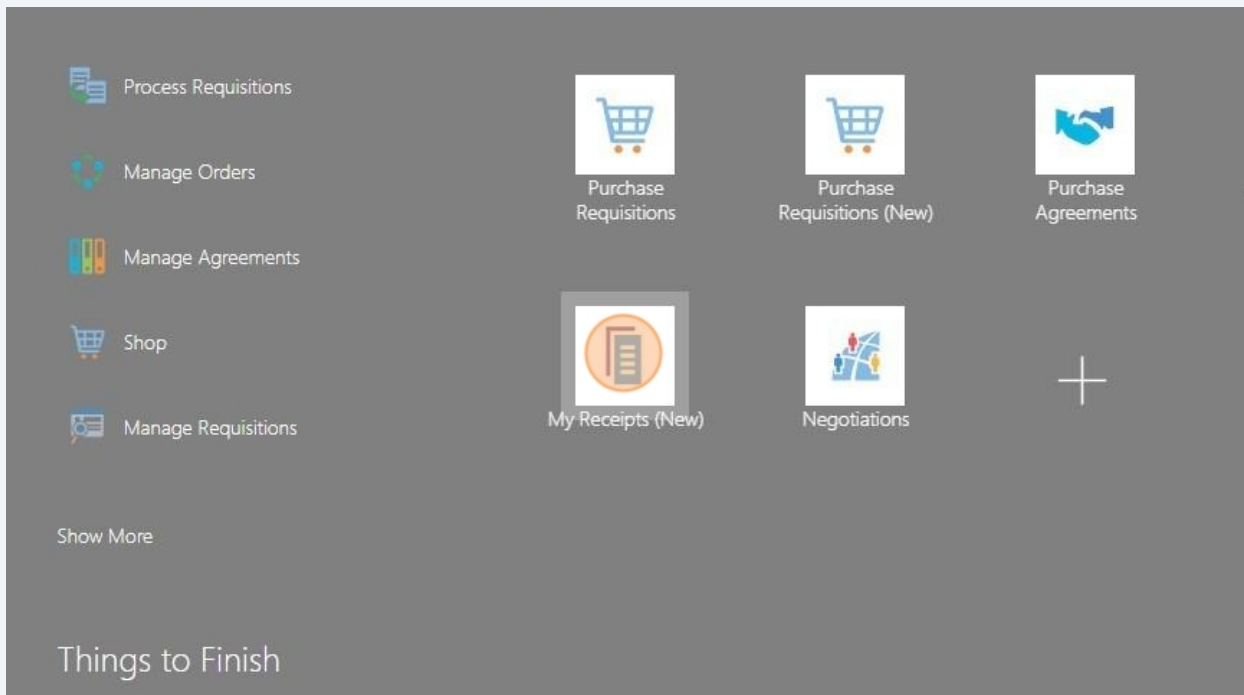 Process Requisitions
Manage Orders
Manage Agreements
Shop
Manage Requisitions
Show More
Purchase
Requisitions
Purchase
Requisitions (New)
Purchase
Agreements
My Receipts (New)
Negotiations
Things to Finish